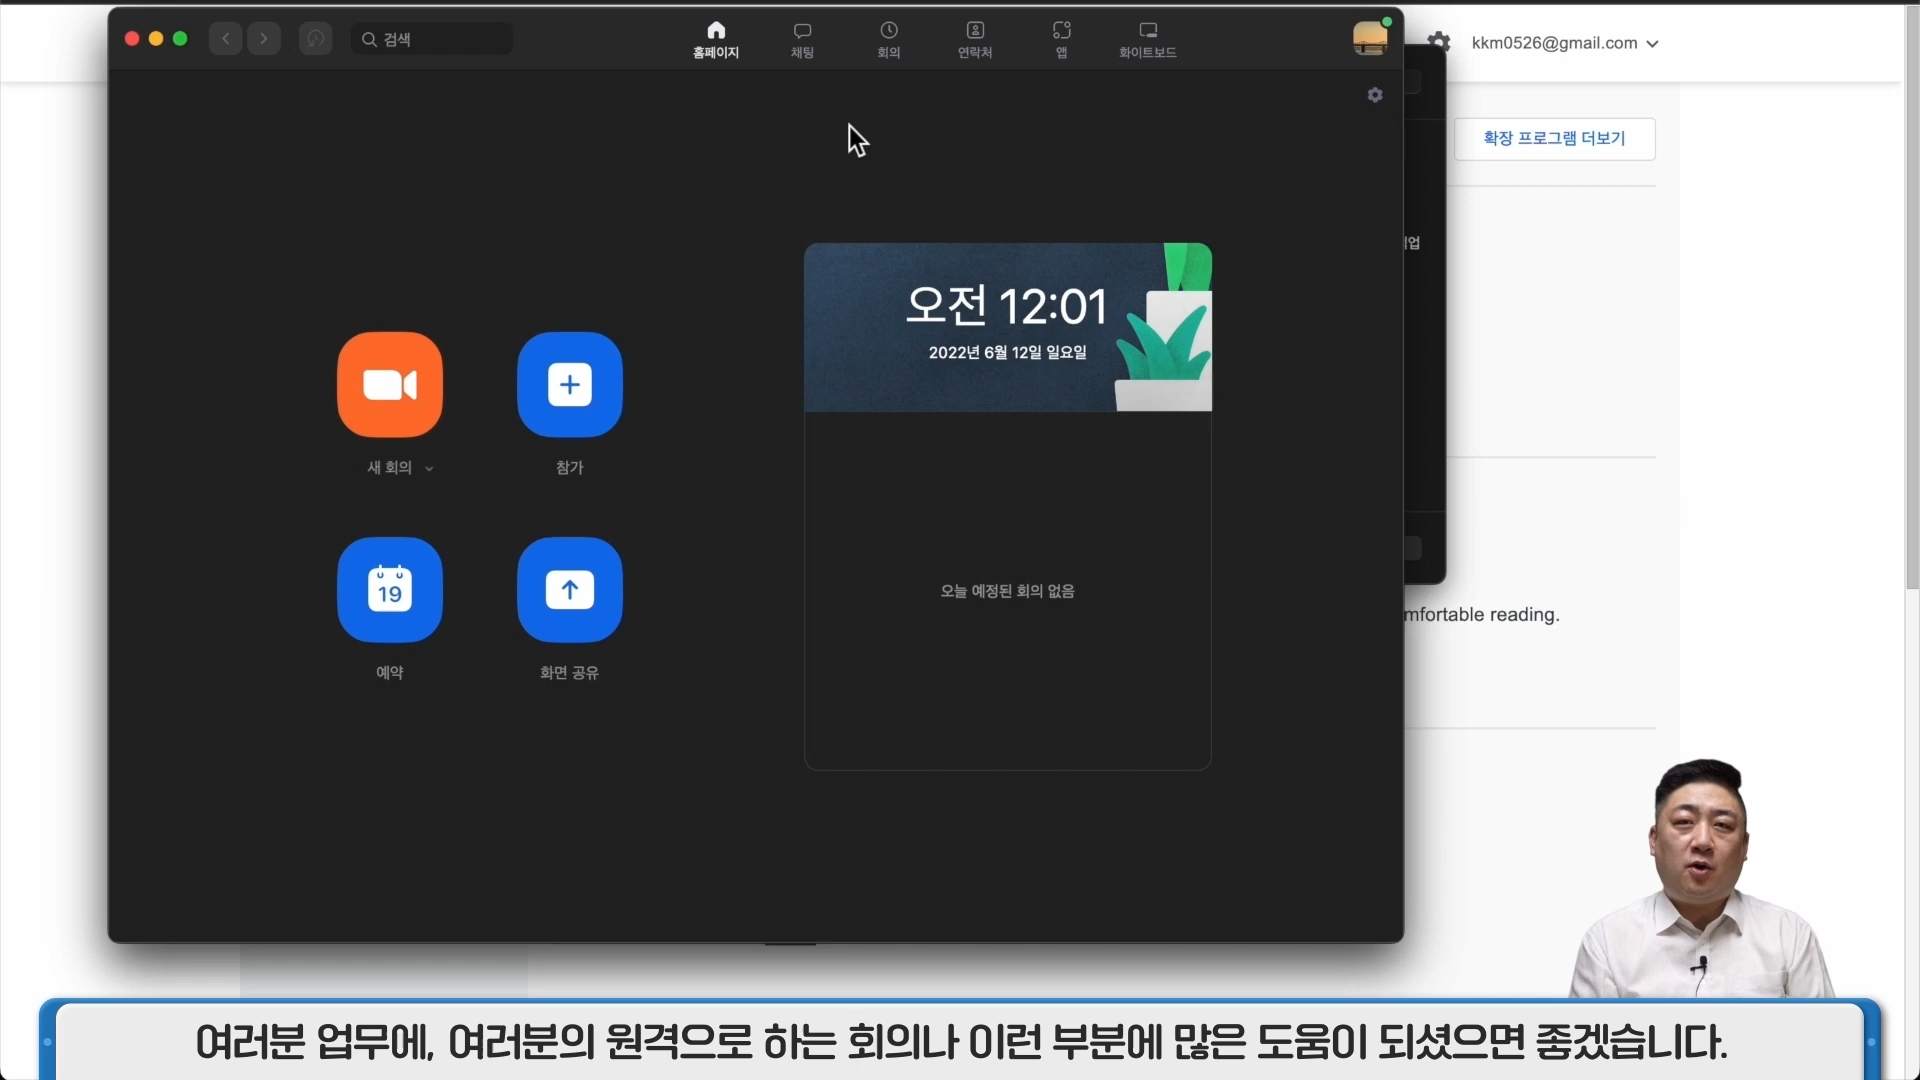 검색
홈페이지
채팅
회의
연락처
앱
화이트보드
kkm0526@gmail.com
확장 프로그램 더보기
오전 12:01
2022년 6월 12일 일요일
새 회의
참가
19
예약
화면 공유
오늘 예정된 회의 없음
mfortable reading.
여러분 업무에, 여러분의 원격으로 하는 회의나 이런 부분에 많은 도움이 되셨으면 좋겠습니다.